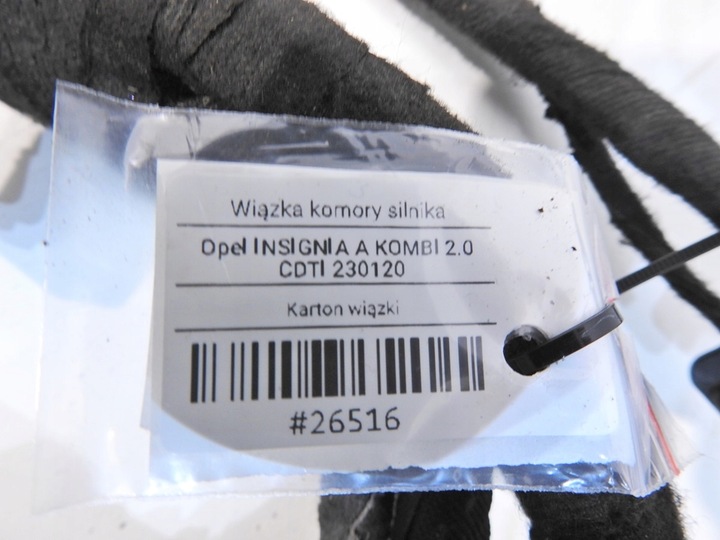 Wiązka komory silnika
Opel INSIGNIA A KOMBI 2.0
CDTI 230120
Karton wiązki
#26516